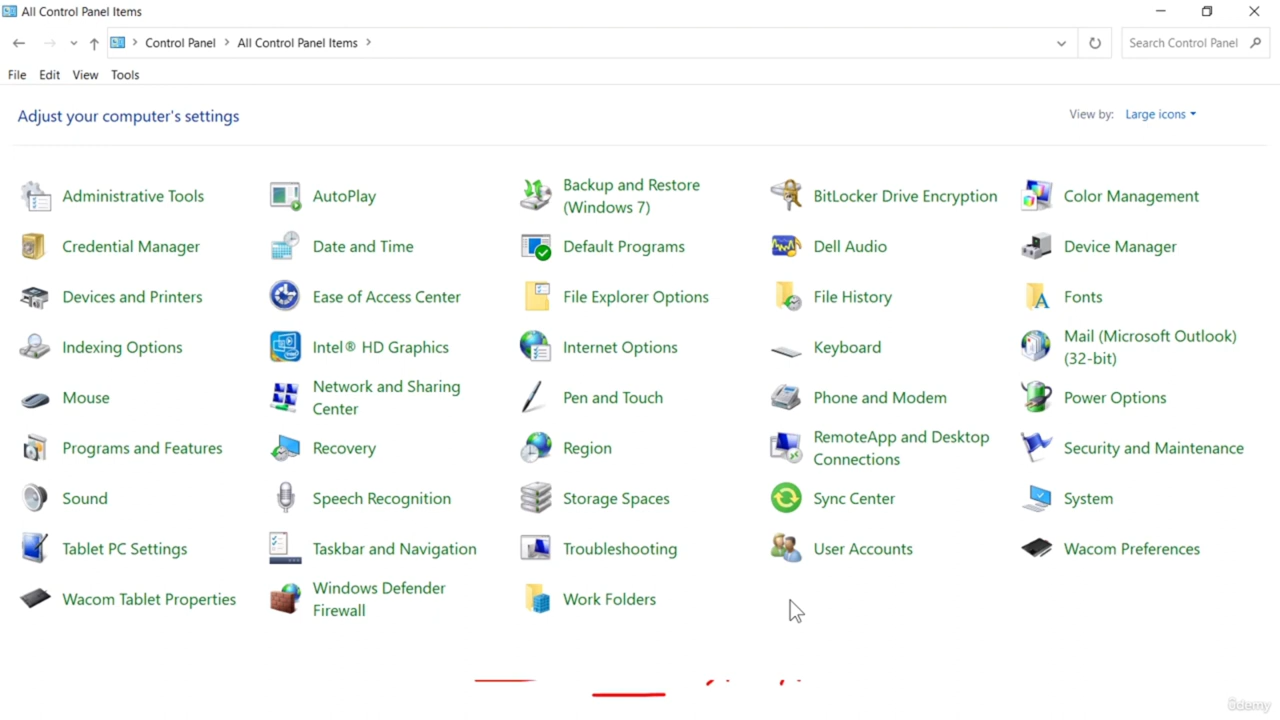 All Control Panel Items
Control Panel > All Control Panel Items >
Search Control Panel
File Edit View Tools
Adjust your computer's settings
View by: Large icons
Administrative Tools
AutoPlay
Backup and Restore
(Windows 7)
BitLocker Drive Encryption
Color Management
Credential Manager
Date and Time
Default Programs
Dell Audio
Device Manager
Devices and Printers
Ease of Access Center
File Explorer Options
File History
Fonts
Indexing Options
Intel® HD Graphics
Internet Options
Keyboard
Mail (Microsoft Outlook)
(32-bit)
Mouse
Network and Sharing
Center
Pen and Touch
Phone and Modem
Power Options
Programs and Features
Recovery
Region
RemoteApp and Desktop
Connections
Security and Maintenance
Sound
Speech Recognition
Storage Spaces
Sync Center
System
Tablet PC Settings
Taskbar and Navigation
Troubleshooting
User Accounts
Wacom Preferences
Wacom Tablet Properties
Windows Defender
Firewall
Work Folders
ûdemy